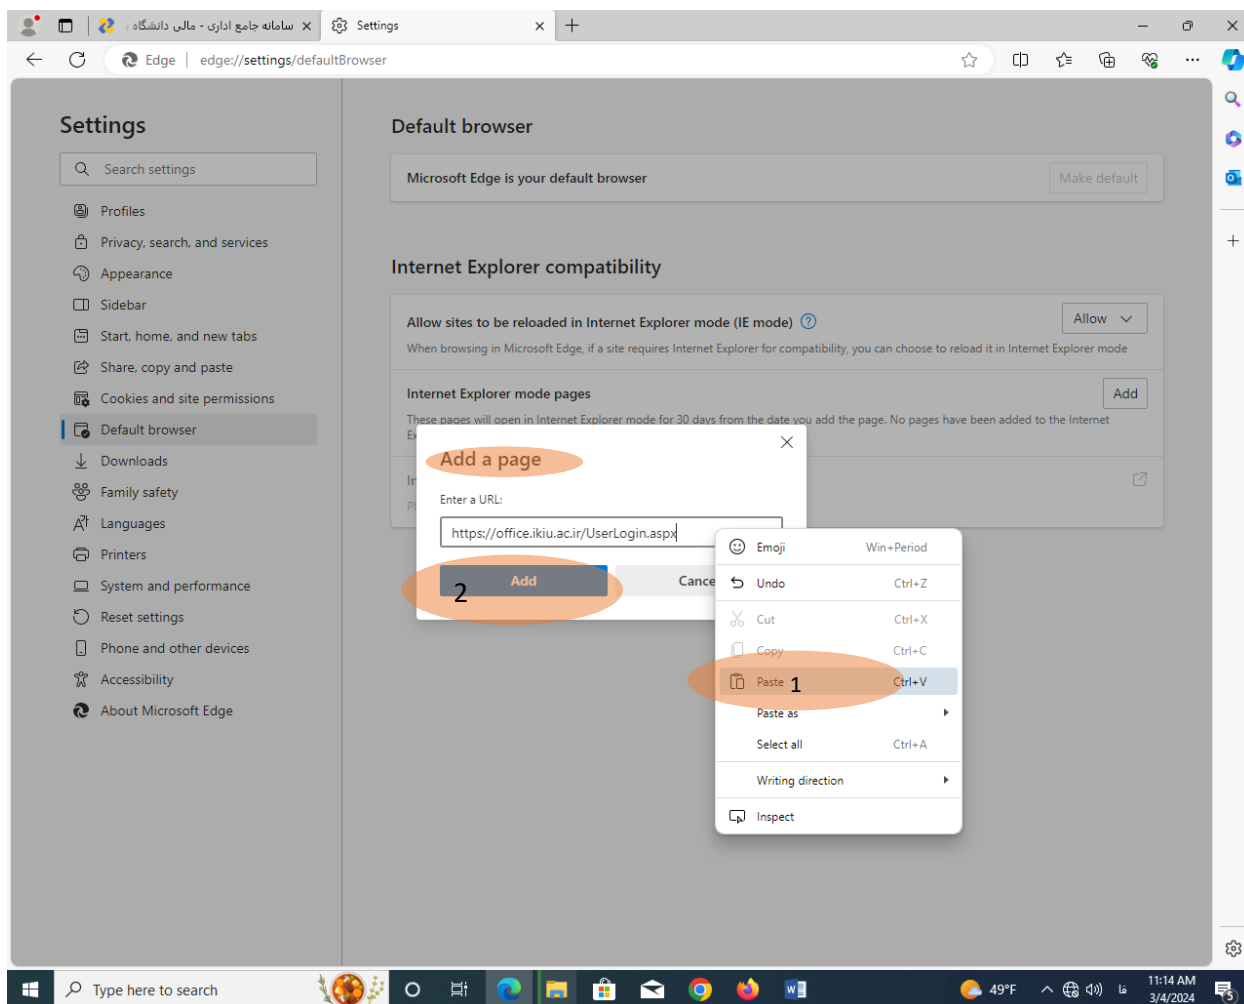 سامانه جامع اداری - مالی دانشگاه
Settings
Edge
edge://settings/defaultBrowser
Settings
Search settings
Profiles
Privacy, search, and services
Appearance
Sidebar
Start, home, and new tabs
Share, copy and paste
Cookies and site permissions
Default browser
Downloads
Family safety
Languages
Printers
System and performance
Reset settings
Phone and other devices
Accessibility
About Microsoft Edge
Default browser
Microsoft Edge is your default browser
Make default
Internet Explorer compatibility
Allow sites to be reloaded in Internet Explorer mode (IE mode)
Allow
When browsing in Microsoft Edge, if a site requires Internet Explorer for compatibility, you can choose to reload it in Internet Explorer mode
Internet Explorer mode pages
Add
These pages will open in Internet Explorer mode for 30 days from the date you add the page. No pages have been added to the Internet
Add a page
Enter a URL:
https://office.ikiu.ac.ir/UserLogin.aspx
Add
2
Cance
Emoji Win+Period
Undo Ctrl+Z
Cut Ctrl+X
Copy Ctrl+C
Paste 1 Ctrl+V
Paste as
Select all Ctrl+A
Writing direction
Inspect
Type here to search
49°F
فا
11:14 AM
3/4/2024
5